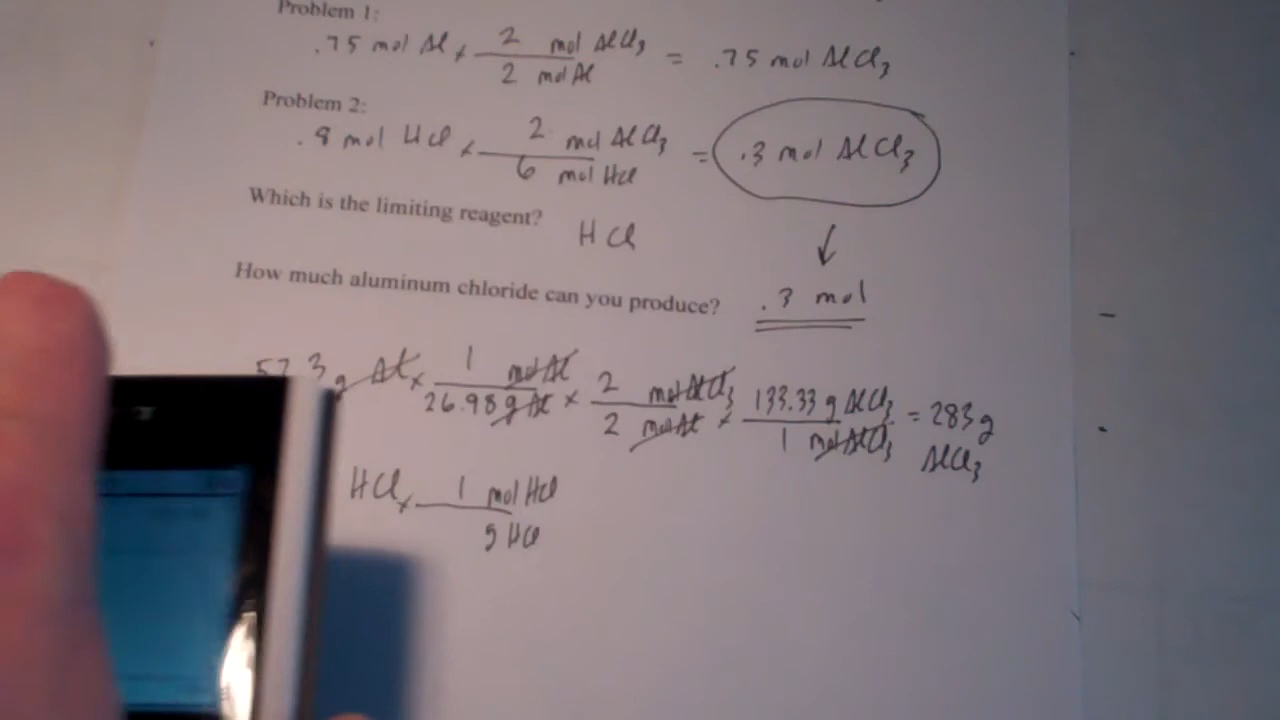 Problem 1:
.75 mol Al x 2 mol AlCl3 / 2 mol Al = .75 mol AlCl3
Problem 2:
.8 mol HCl x 2 mol AlCl3 / 6 mol HCl = .3 mol AlCl3
Which is the limiting reagent? HCl
How much aluminum chloride can you produce? .3 mol
57.3 g Al x 1 mol Al / 26.98 g Al x 2 mol AlCl3 / 2 mol Al x 133.33 g AlCl3 / 1 mol AlCl3 = 283 g AlCl3
HCl x 1 mol HCl / g HCl